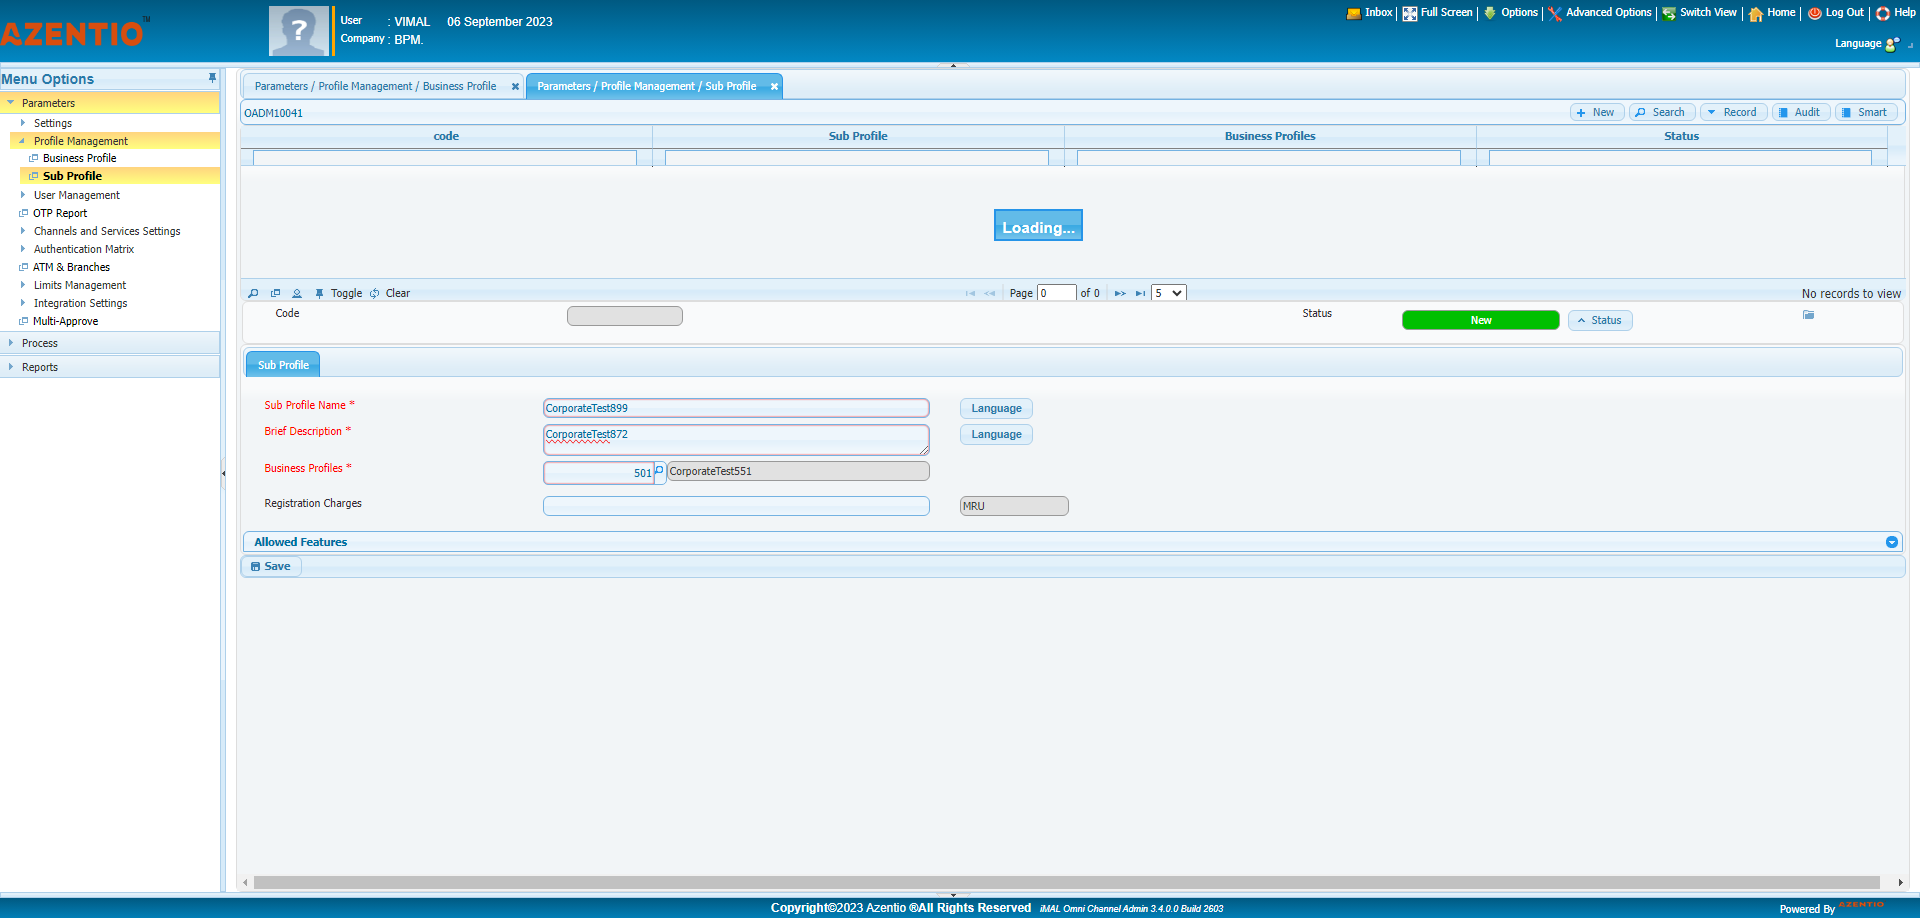 AZENTIO™
User : VIMAL 06 September 2023
Company : BPM.
Inbox Full Screen Options Advanced Options Switch View Home Log Out Help
Language
Menu Options
Parameters
Settings
Profile Management
Business Profile
Sub Profile
User Management
OTP Report
Channels and Services Settings
Authentication Matrix
ATM & Branches
Limits Management
Integration Settings
Multi-Approve
Process
Reports
Parameters / Profile Management / Business Profile
Parameters / Profile Management / Sub Profile
OADM10041
New Search Record Audit Smart
code Sub Profile Business Profiles Status
Loading...
Toggle Clear
Page 0 of 0 5
No records to view
Code
Status New Status
Sub Profile
Sub Profile Name * CorporateTest899 Language
Brief Description * CorporateTest872 Language
Business Profiles * 501 CorporateTest551
Registration Charges MRU
Allowed Features
Save
Copyright©2023 Azentio ®All Rights Reserved iMAL Omni Channel Admin 3.4.0.0 Build 2603
Powered By AZENTIO